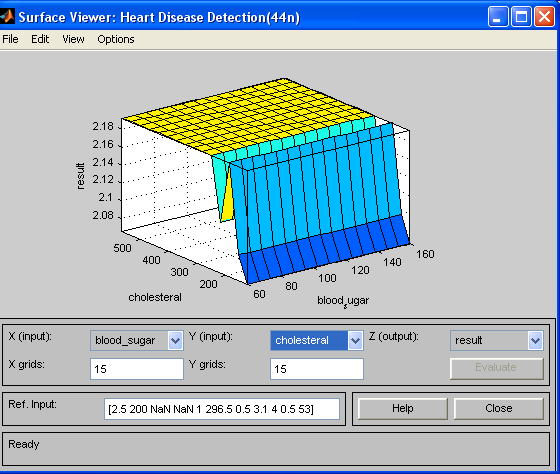 Surface Viewer: Heart Disease Detection(44n)
File Edit View Options
2.18
2.16
2.14
2.12
2.1
2.08
result
500
400
300
200
cholesteral
60
80
100
120
140
160
blood_sugar
X (input): blood_sugar Y (input): cholesteral Z (output): result
X grids: 15 Y grids: 15 Evaluate
Ref. Input: [2.5 200 NaN NaN 1 296.5 0.5 3.1 4 0.5 53] Help Close
Ready